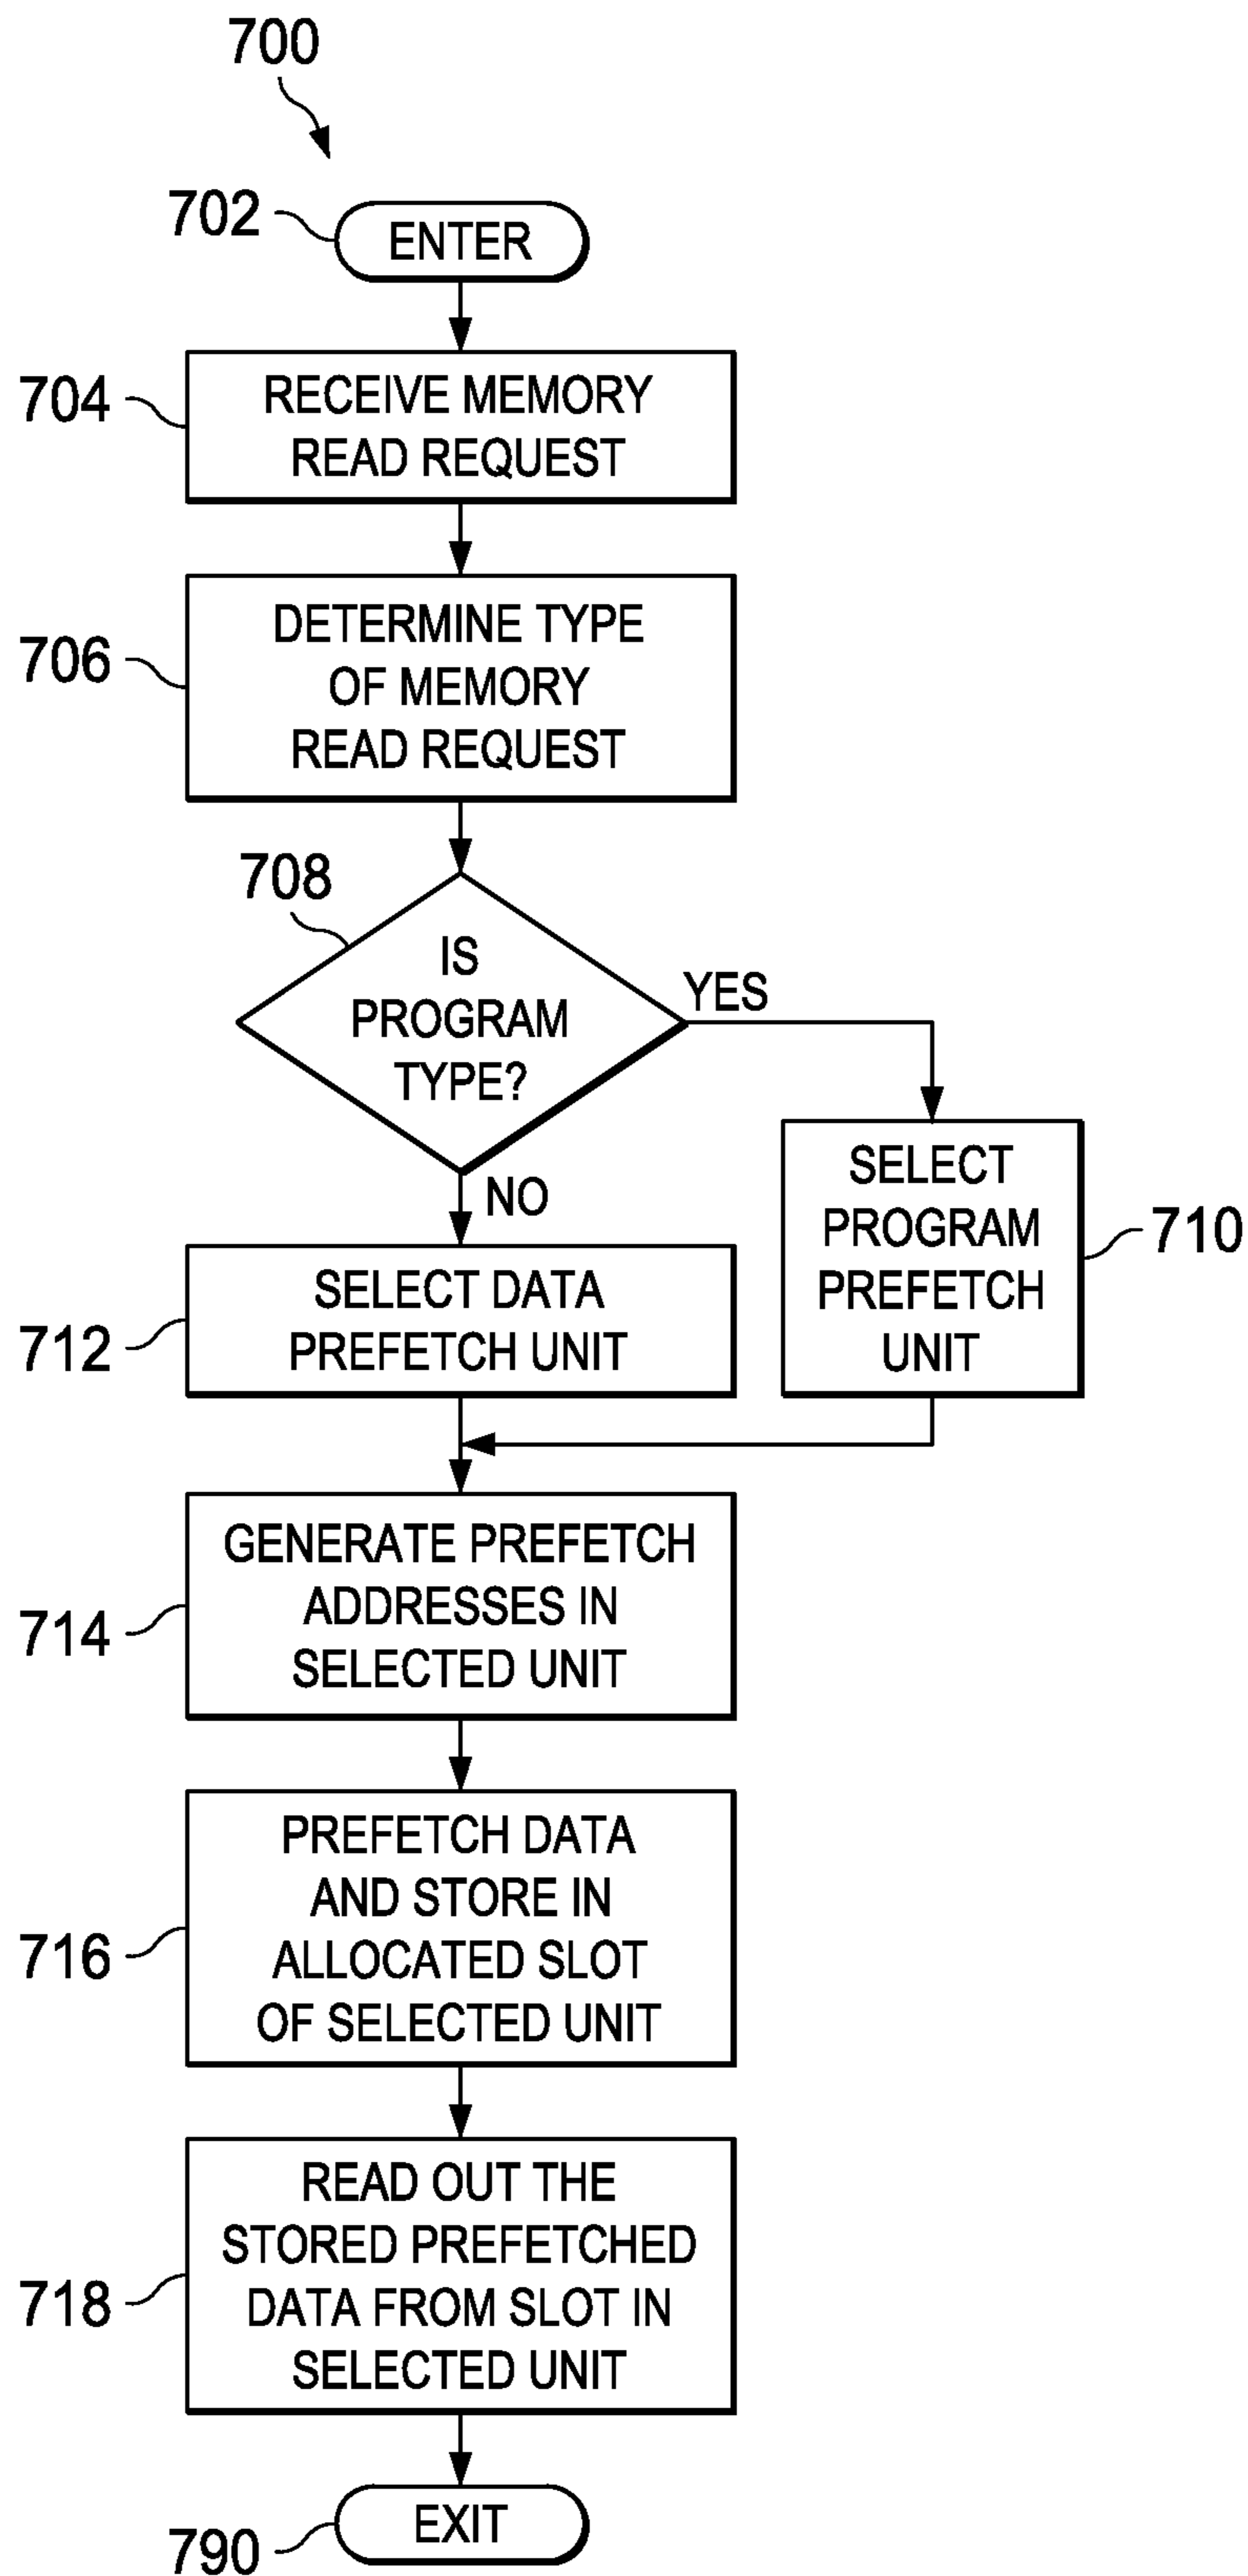 700
702
ENTER
704
RECEIVE MEMORY
READ REQUEST
706
DETERMINE TYPE
OF MEMORY
READ REQUEST
708
IS
PROGRAM
TYPE?
YES
NO
SELECT
PROGRAM
PREFETCH
UNIT
710
712
SELECT DATA
PREFETCH UNIT
714
GENERATE PREFETCH
ADDRESSES IN
SELECTED UNIT
716
PREFETCH DATA
AND STORE IN
ALLOCATED SLOT
OF SELECTED UNIT
718
READ OUT THE
STORED PREFETCHED
DATA FROM SLOT IN
SELECTED UNIT
790
EXIT